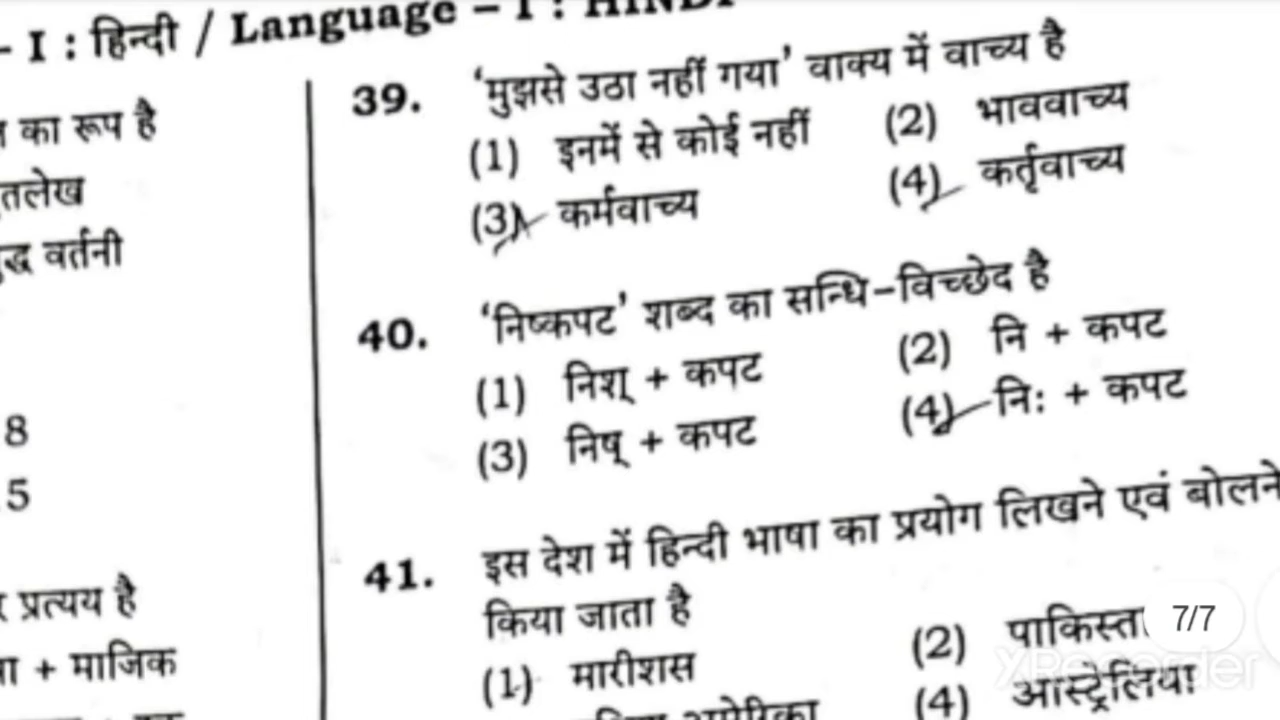 - I : हिन्दी / Language – I : HINDI
का रूप है
वर्तनी
8
5
प्रत्यय है
+ माजिक
39. 'मुझसे उठा नहीं गया' वाक्य में वाच्य है
(1) इनमें से कोई नहीं (2) भाववाच्य
(3) कर्मवाच्य (4) कर्तृवाच्य
40. 'निष्कपट' शब्द का सन्धि-विच्छेद है
(1) निश् + कपट (2) नि + कपट
(3) निष् + कपट (4) निः + कपट
41. इस देश में हिन्दी भाषा का प्रयोग लिखने एवं बोलने
किया जाता है
(1) मारीशस (2) पाकिस्ता
(4) आस्ट्रेलिया
7/7
XRecorder